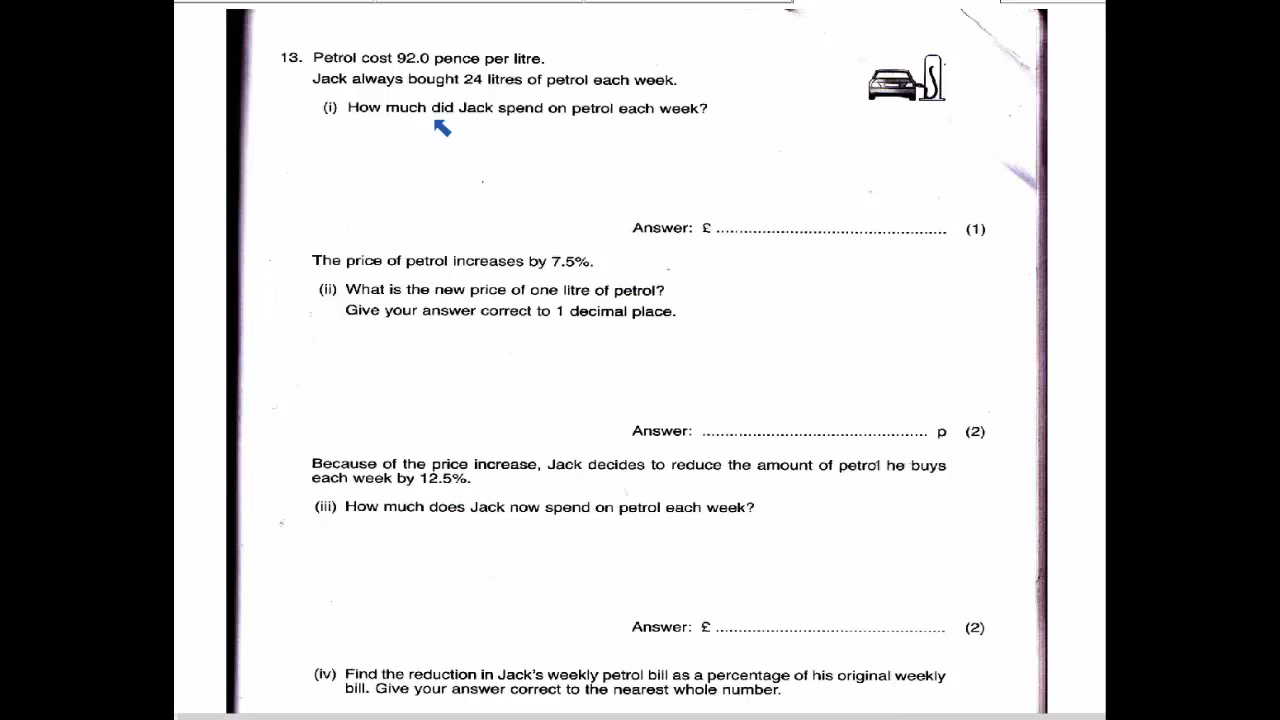 13. Petrol cost 92.0 pence per litre.
Jack always bought 24 litres of petrol each week.
(i) How much did Jack spend on petrol each week?
Answer: £ ................................................. (1)
The price of petrol increases by 7.5%.
(ii) What is the new price of one litre of petrol?
Give your answer correct to 1 decimal place.
Answer: ................................................ p (2)
Because of the price increase, Jack decides to reduce the amount of petrol he buys
each week by 12.5%.
(iii) How much does Jack now spend on petrol each week?
Answer: £ ................................................. (2)
(iv) Find the reduction in Jack's weekly petrol bill as a percentage of his original weekly
bill. Give your answer correct to the nearest whole number.